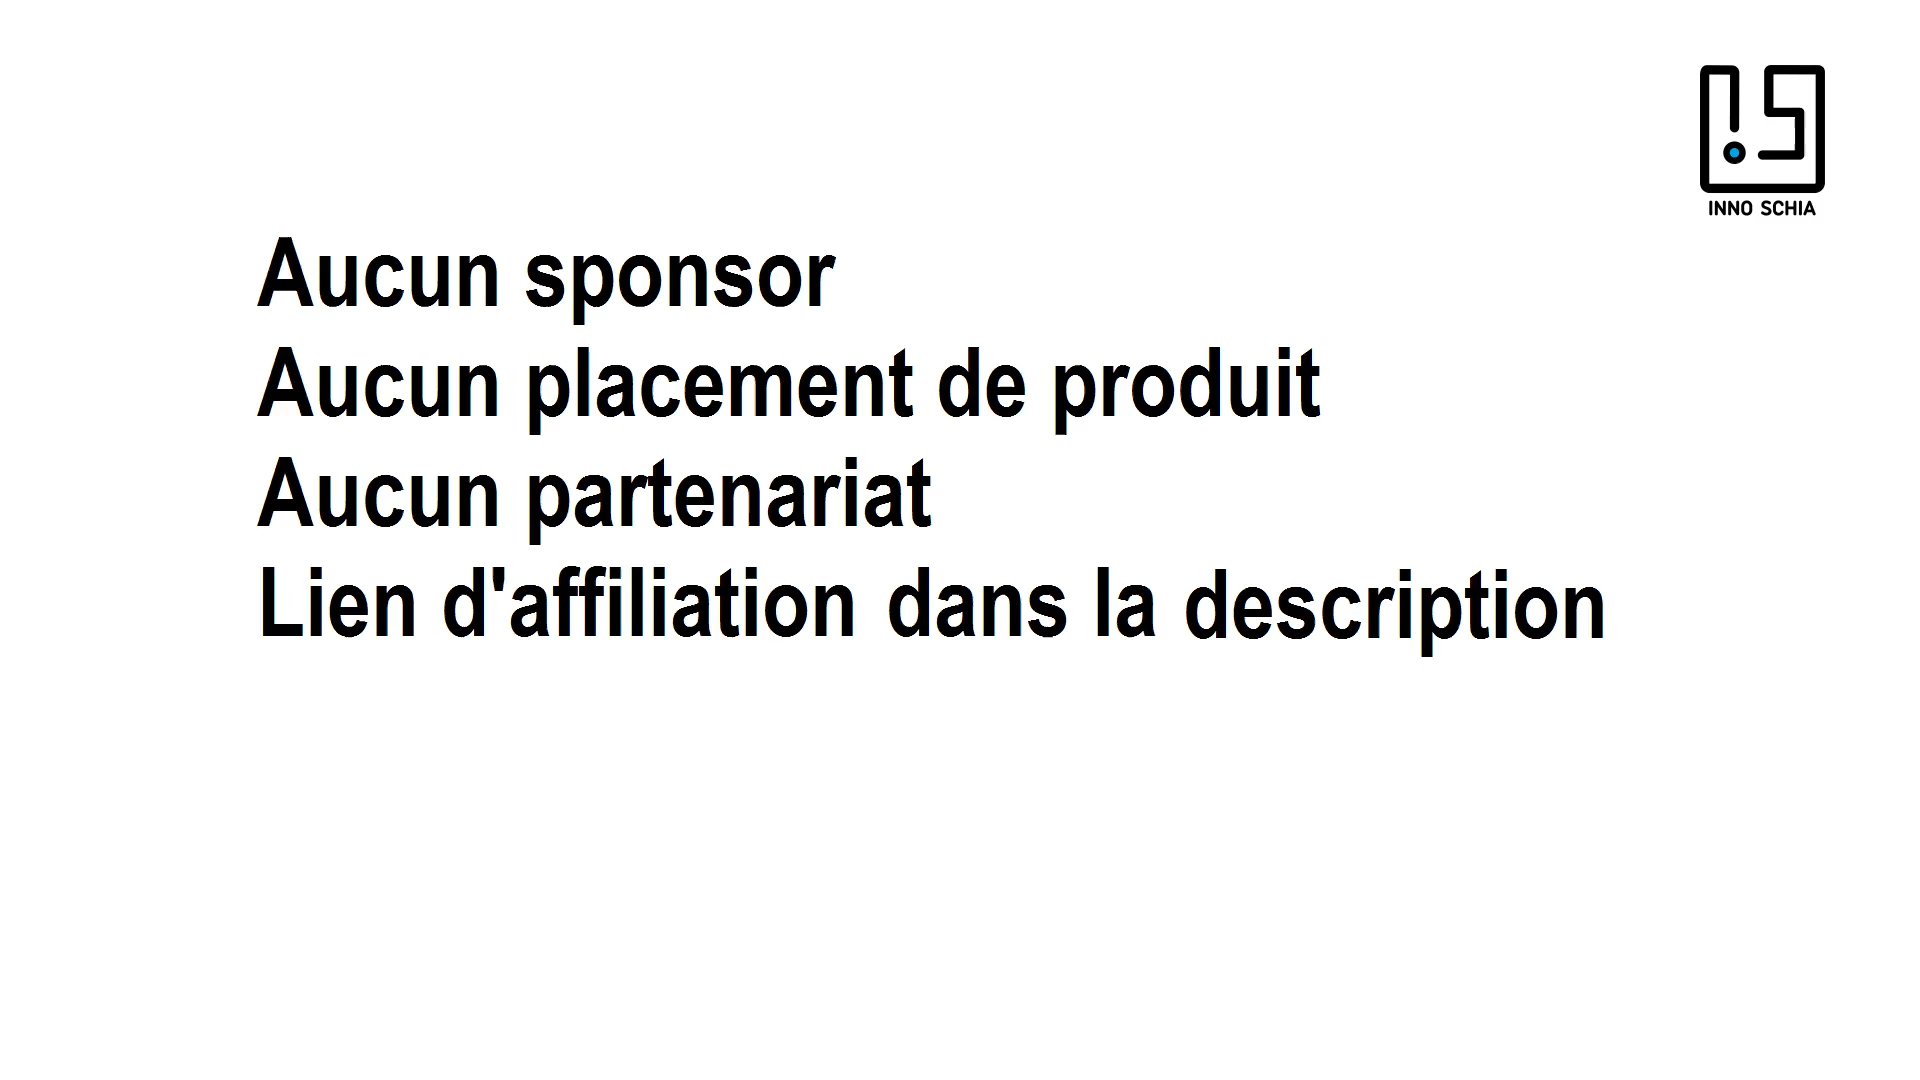 INNO SCHIA
Aucun sponsor
Aucun placement de produit
Aucun partenariat
Lien d'affiliation dans la description